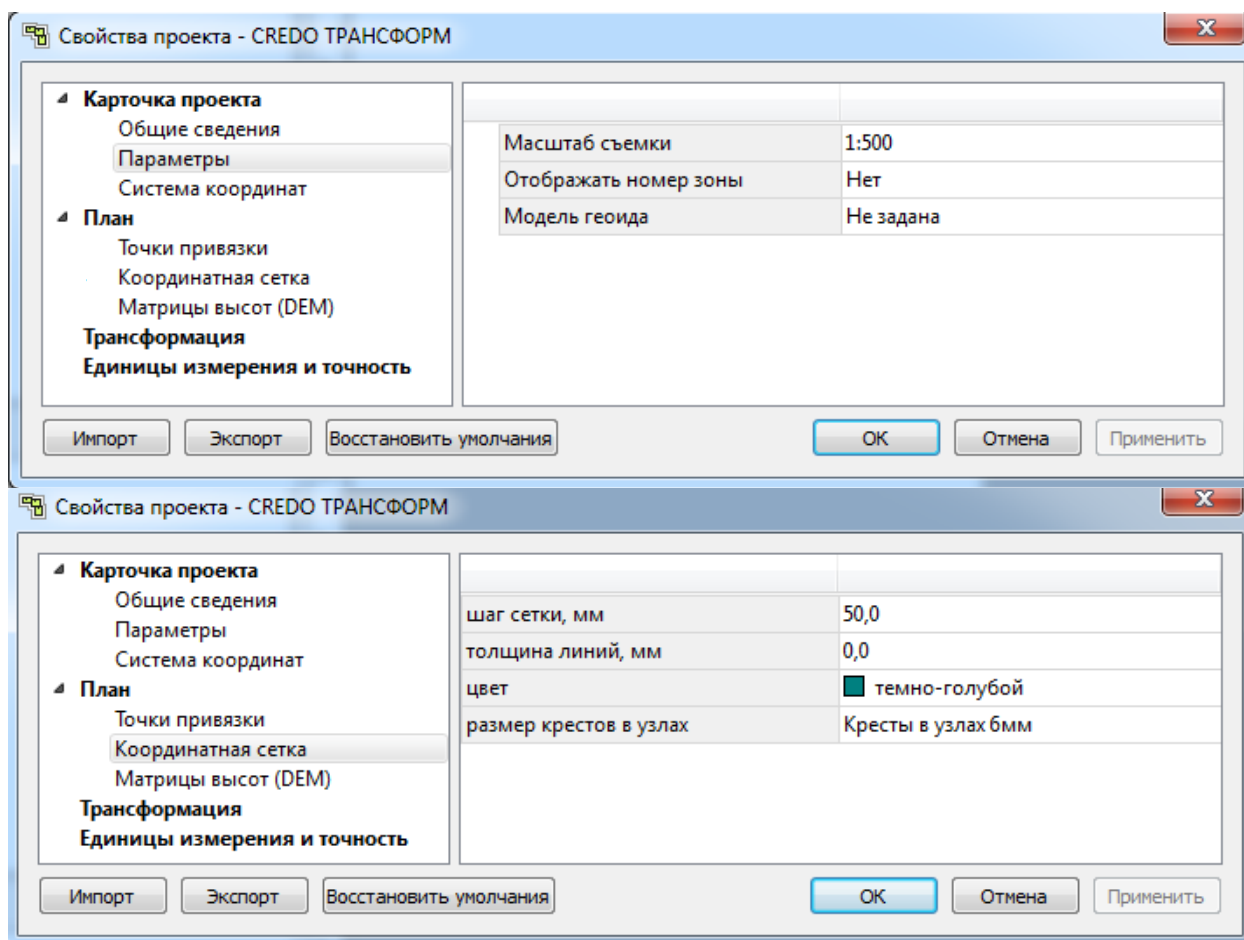 Свойства проекта - CREDO ТРАНСФОРМ
Карточка проекта
Общие сведения
Параметры
Система координат
План
Точки привязки
Координатная сетка
Матрицы высот (DEM)
Трансформация
Единицы измерения и точность
Масштаб съемки 1:500
Отображать номер зоны Нет
Модель геоида Не задана
Импорт Экспорт Восстановить умолчания OK Отмена Применить
Свойства проекта - CREDO ТРАНСФОРМ
Карточка проекта
Общие сведения
Параметры
Система координат
План
Точки привязки
Координатная сетка
Матрицы высот (DEM)
Трансформация
Единицы измерения и точность
шаг сетки, мм 50,0
толщина линий, мм 0,0
цвет темно-голубой
размер крестов в узлах Кресты в узлах 6мм
Импорт Экспорт Восстановить умолчания OK Отмена Применить